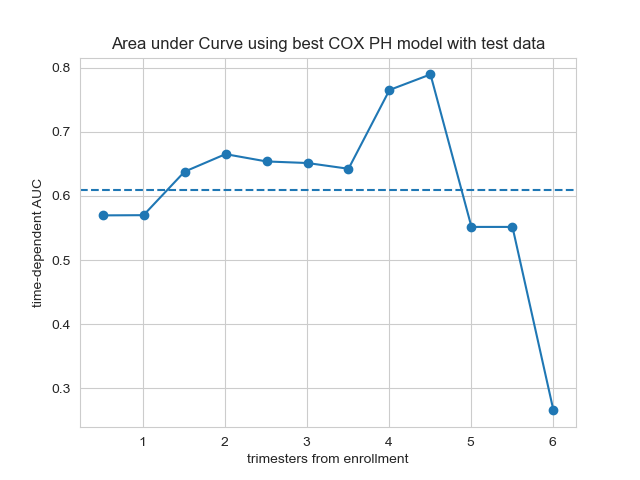 Area under Curve using best COX PH model with test data
time-dependent AUC
0.8
0.7
0.6
0.5
0.4
0.3
1 2 3 4 5 6
trimesters from enrollment